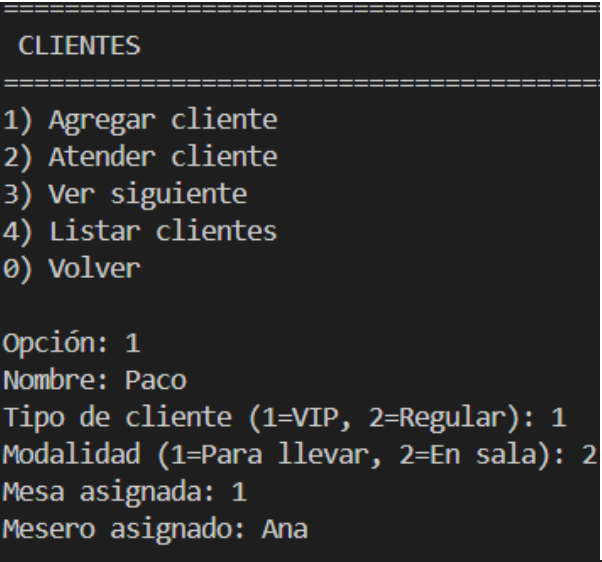 ========================================
CLIENTES
========================================
1) Agregar cliente
2) Atender cliente
3) Ver siguiente
4) Listar clientes
0) Volver
Opción: 1
Nombre: Paco
Tipo de cliente (1=VIP, 2=Regular): 1
Modalidad (1=Para llevar, 2=En sala): 2
Mesa asignada: 1
Mesero asignado: Ana